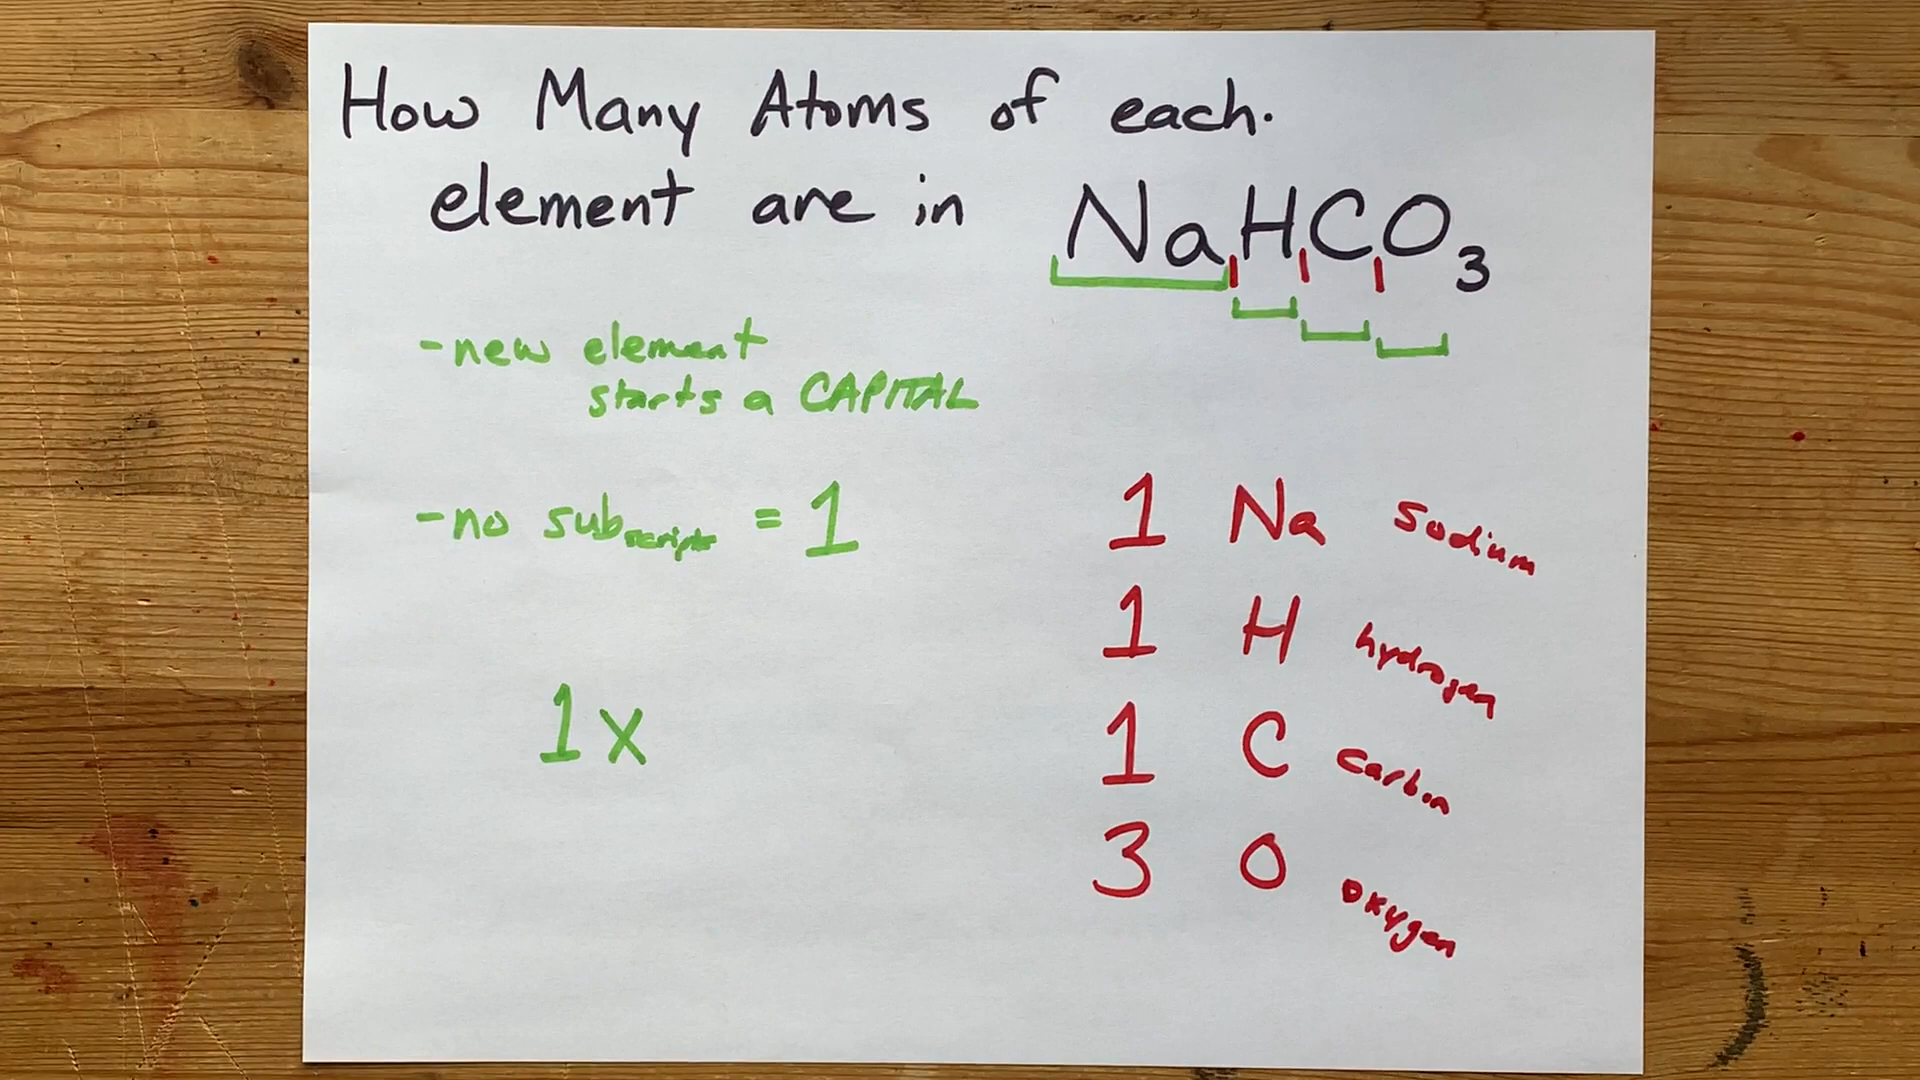 How Many Atoms of each.
element are in NaHCO₃
-new element
starts a CAPITAL
-no subscript = 1
1 Na Sodium
1 H hydrogen
1x
1 C Carbon
3 O Oxygen